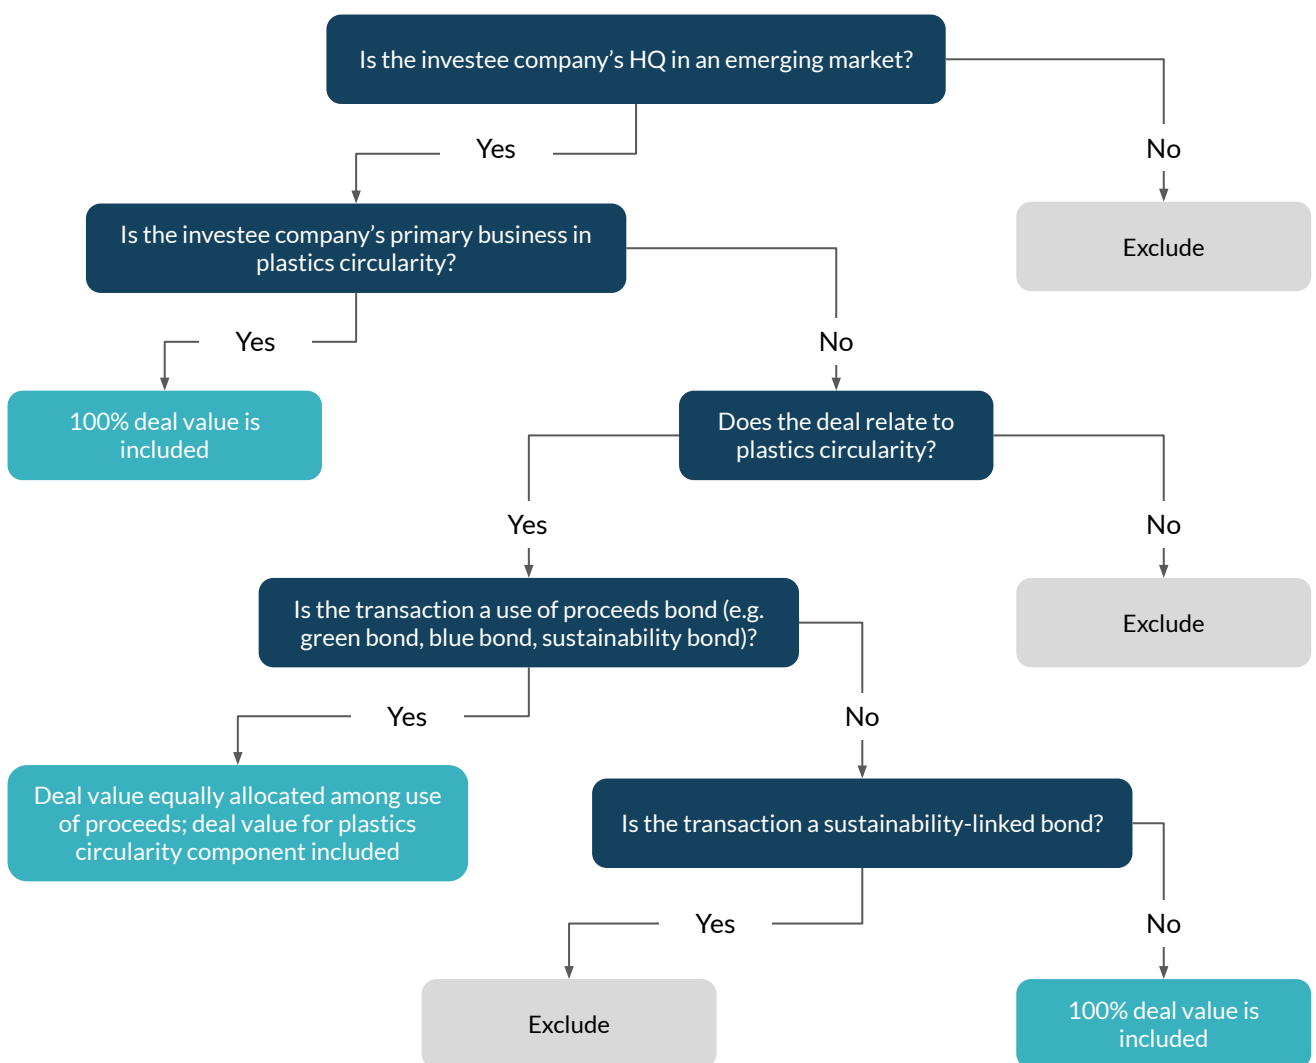 Is the investee company’s HQ in an emerging market?
Yes
No
Is the investee company’s primary business in
plastics circularity?
Exclude
Yes
No
100% deal value is
included
Does the deal relate to
plastics circularity?
Yes
No
Is the transaction a use of proceeds bond (e.g.
green bond, blue bond, sustainability bond)?
Exclude
Yes
No
Deal value equally allocated among use
of proceeds; deal value for plastics
circularity component included
Is the transaction a sustainability-linked bond?
Yes
No
Exclude
100% deal value is
included